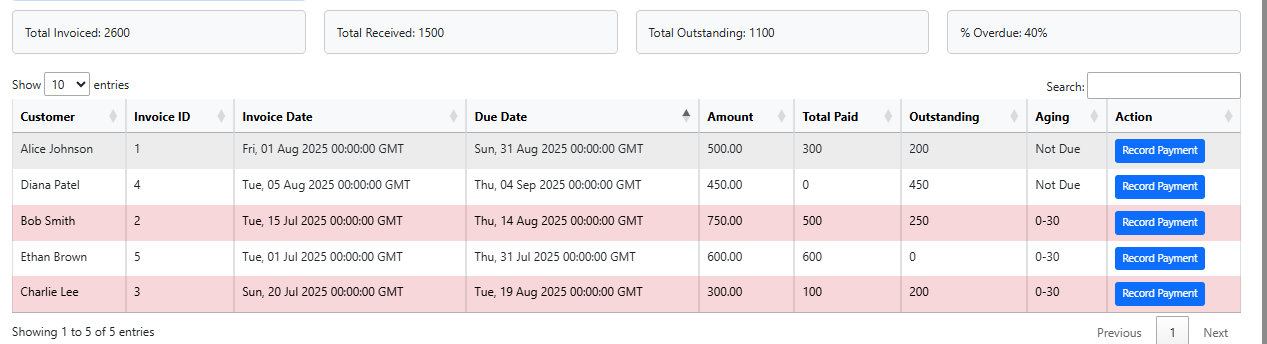 Total Invoiced: 2600 Total Received: 1500 Total Outstanding: 1100 % Overdue: 40%
Show 10 entries Search:
Customer Invoice ID Invoice Date Due Date Amount Total Paid Outstanding Aging Action
Alice Johnson 1 Fri, 01 Aug 2025 00:00:00 GMT Sun, 31 Aug 2025 00:00:00 GMT 500.00 300 200 Not Due Record Payment
Diana Patel 4 Tue, 05 Aug 2025 00:00:00 GMT Thu, 04 Sep 2025 00:00:00 GMT 450.00 0 450 Not Due Record Payment
Bob Smith 2 Tue, 15 Jul 2025 00:00:00 GMT Thu, 14 Aug 2025 00:00:00 GMT 750.00 500 250 0-30 Record Payment
Ethan Brown 5 Tue, 01 Jul 2025 00:00:00 GMT Thu, 31 Jul 2025 00:00:00 GMT 600.00 600 0 0-30 Record Payment
Charlie Lee 3 Sun, 20 Jul 2025 00:00:00 GMT Tue, 19 Aug 2025 00:00:00 GMT 300.00 100 200 0-30 Record Payment
Showing 1 to 5 of 5 entries Previous 1 Next